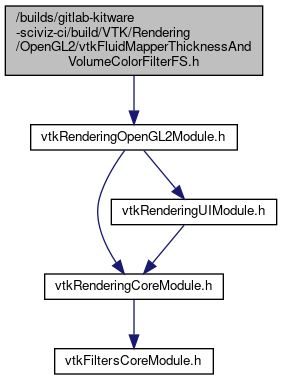 /builds/gitlab-kitware
-sciviz-ci/build/VTK/Rendering
/OpenGL2/vtkFluidMapperThicknessAnd
VolumeColorFilterFS.h
vtkRenderingOpenGL2Module.h
vtkRenderingUIModule.h
vtkRenderingCoreModule.h
vtkFiltersCoreModule.h